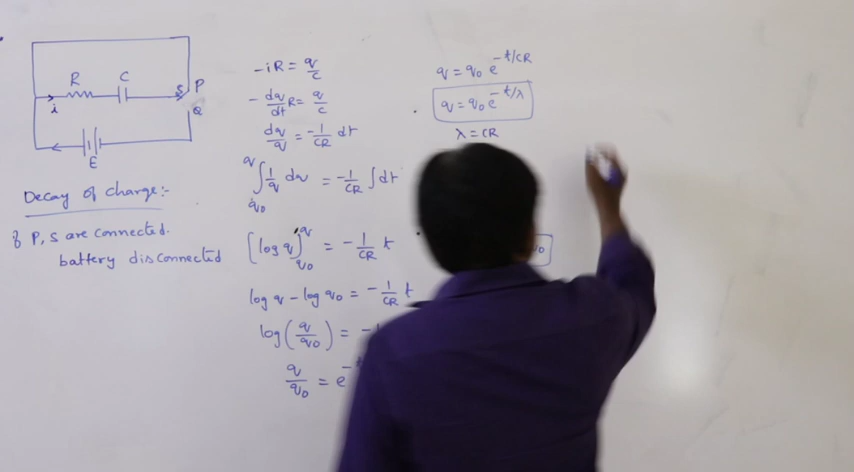 R
C
S
P
Q
i
E
Decay of charge:-
If P, S are connected.
battery disconnected
-iR = q/c
-dq/dt R = q/c
dq/q = -1/CR dt
∫_{q₀}^{q} 1/q dq = -1/CR ∫dt
[log q]_{q₀}^{q} = -1/CR t
log q - log q₀ = -1/CR t
log(q/q₀) = -1
q/q₀ = e^-t
q = q₀ e^{-t/CR}
q = q₀ e^{-t/λ}
λ = CR